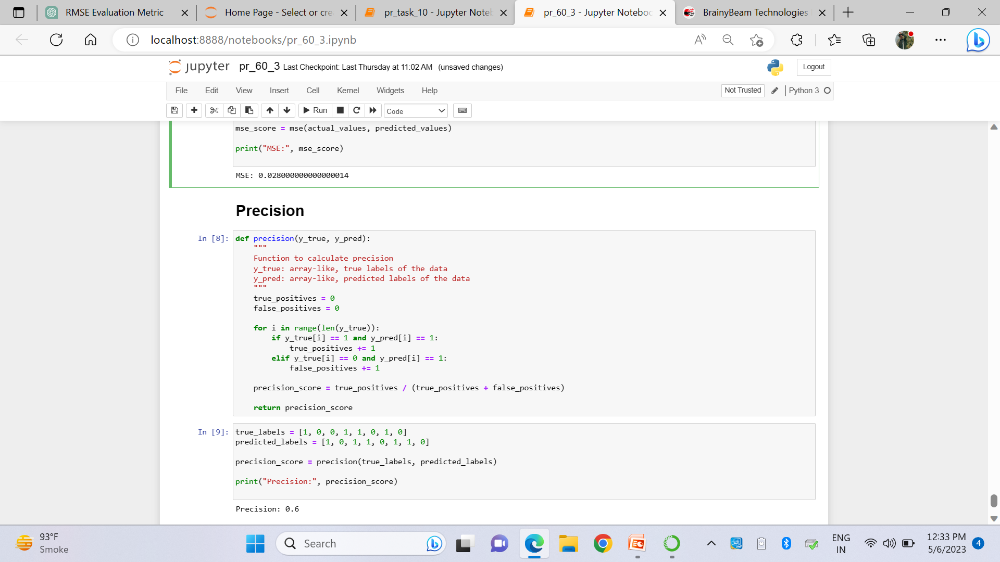 RMSE Evaluation Metric
Home Page - Select or cre
pr_task_10 - Jupyter Noteb
pr_60_3 - Jupyter Noteboo
BrainyBeam Technologies
localhost:8888/notebooks/pr_60_3.ipynb
jupyter pr_60_3 Last Checkpoint: Last Thursday at 11:02 AM (unsaved changes)
Logout
File Edit View Insert Cell Kernel Widgets Help
Not Trusted
Python 3
Run
Code
mse_score = mse(actual_values, predicted_values)
print("MSE:", mse_score)
MSE: 0.028000000000000014
Precision
In [8]:
def precision(y_true, y_pred):
    """
    Function to calculate precision
    y_true: array-like, true labels of the data
    y_pred: array-like, predicted labels of the data
    """
    true_positives = 0
    false_positives = 0
    for i in range(len(y_true)):
        if y_true[i] == 1 and y_pred[i] == 1:
            true_positives += 1
        elif y_true[i] == 0 and y_pred[i] == 1:
            false_positives += 1
    precision_score = true_positives / (true_positives + false_positives)
    return precision_score
In [9]:
true_labels = [1, 0, 0, 1, 1, 0, 1, 0]
predicted_labels = [1, 0, 1, 1, 0, 1, 1, 0]
precision_score = precision(true_labels, predicted_labels)
print("Precision:", precision_score)
Precision: 0.6
93°F
Smoke
Search
ENG
IN
12:33 PM
5/6/2023
4